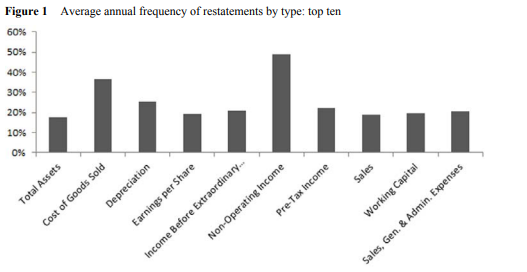 Figure 1 Average annual frequency of restatements by type: top ten
60%
50%
40%
30%
20%
10%
0%
Total Assets
Cost of Goods Sold
Depreciation
Earnings per Share
Income Before Extraordinary...
Non-Operating Income
Pre-Tax Income
Sales
Working Capital
Sales, Gen. & Admin. Expenses